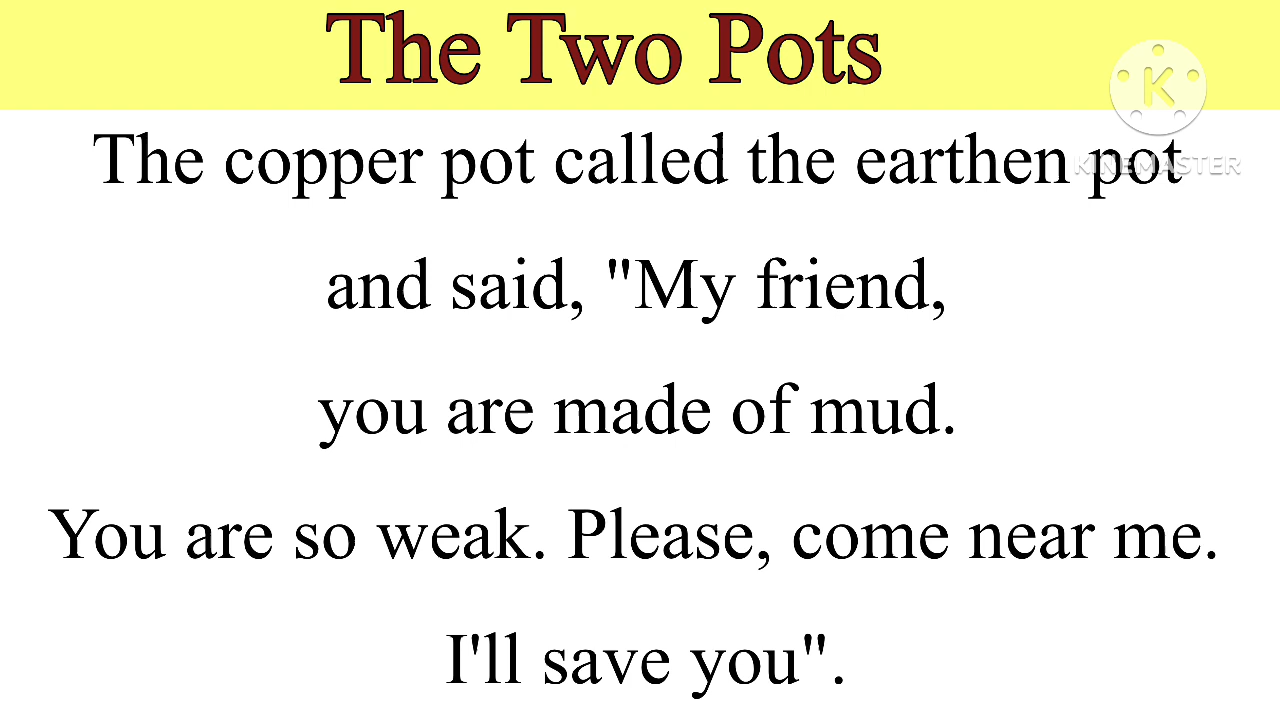 The Two Pots
K
KINEMASTER
The copper pot called the earthen pot
and said, "My friend,
you are made of mud.
You are so weak. Please, come near me.
I'll save you".